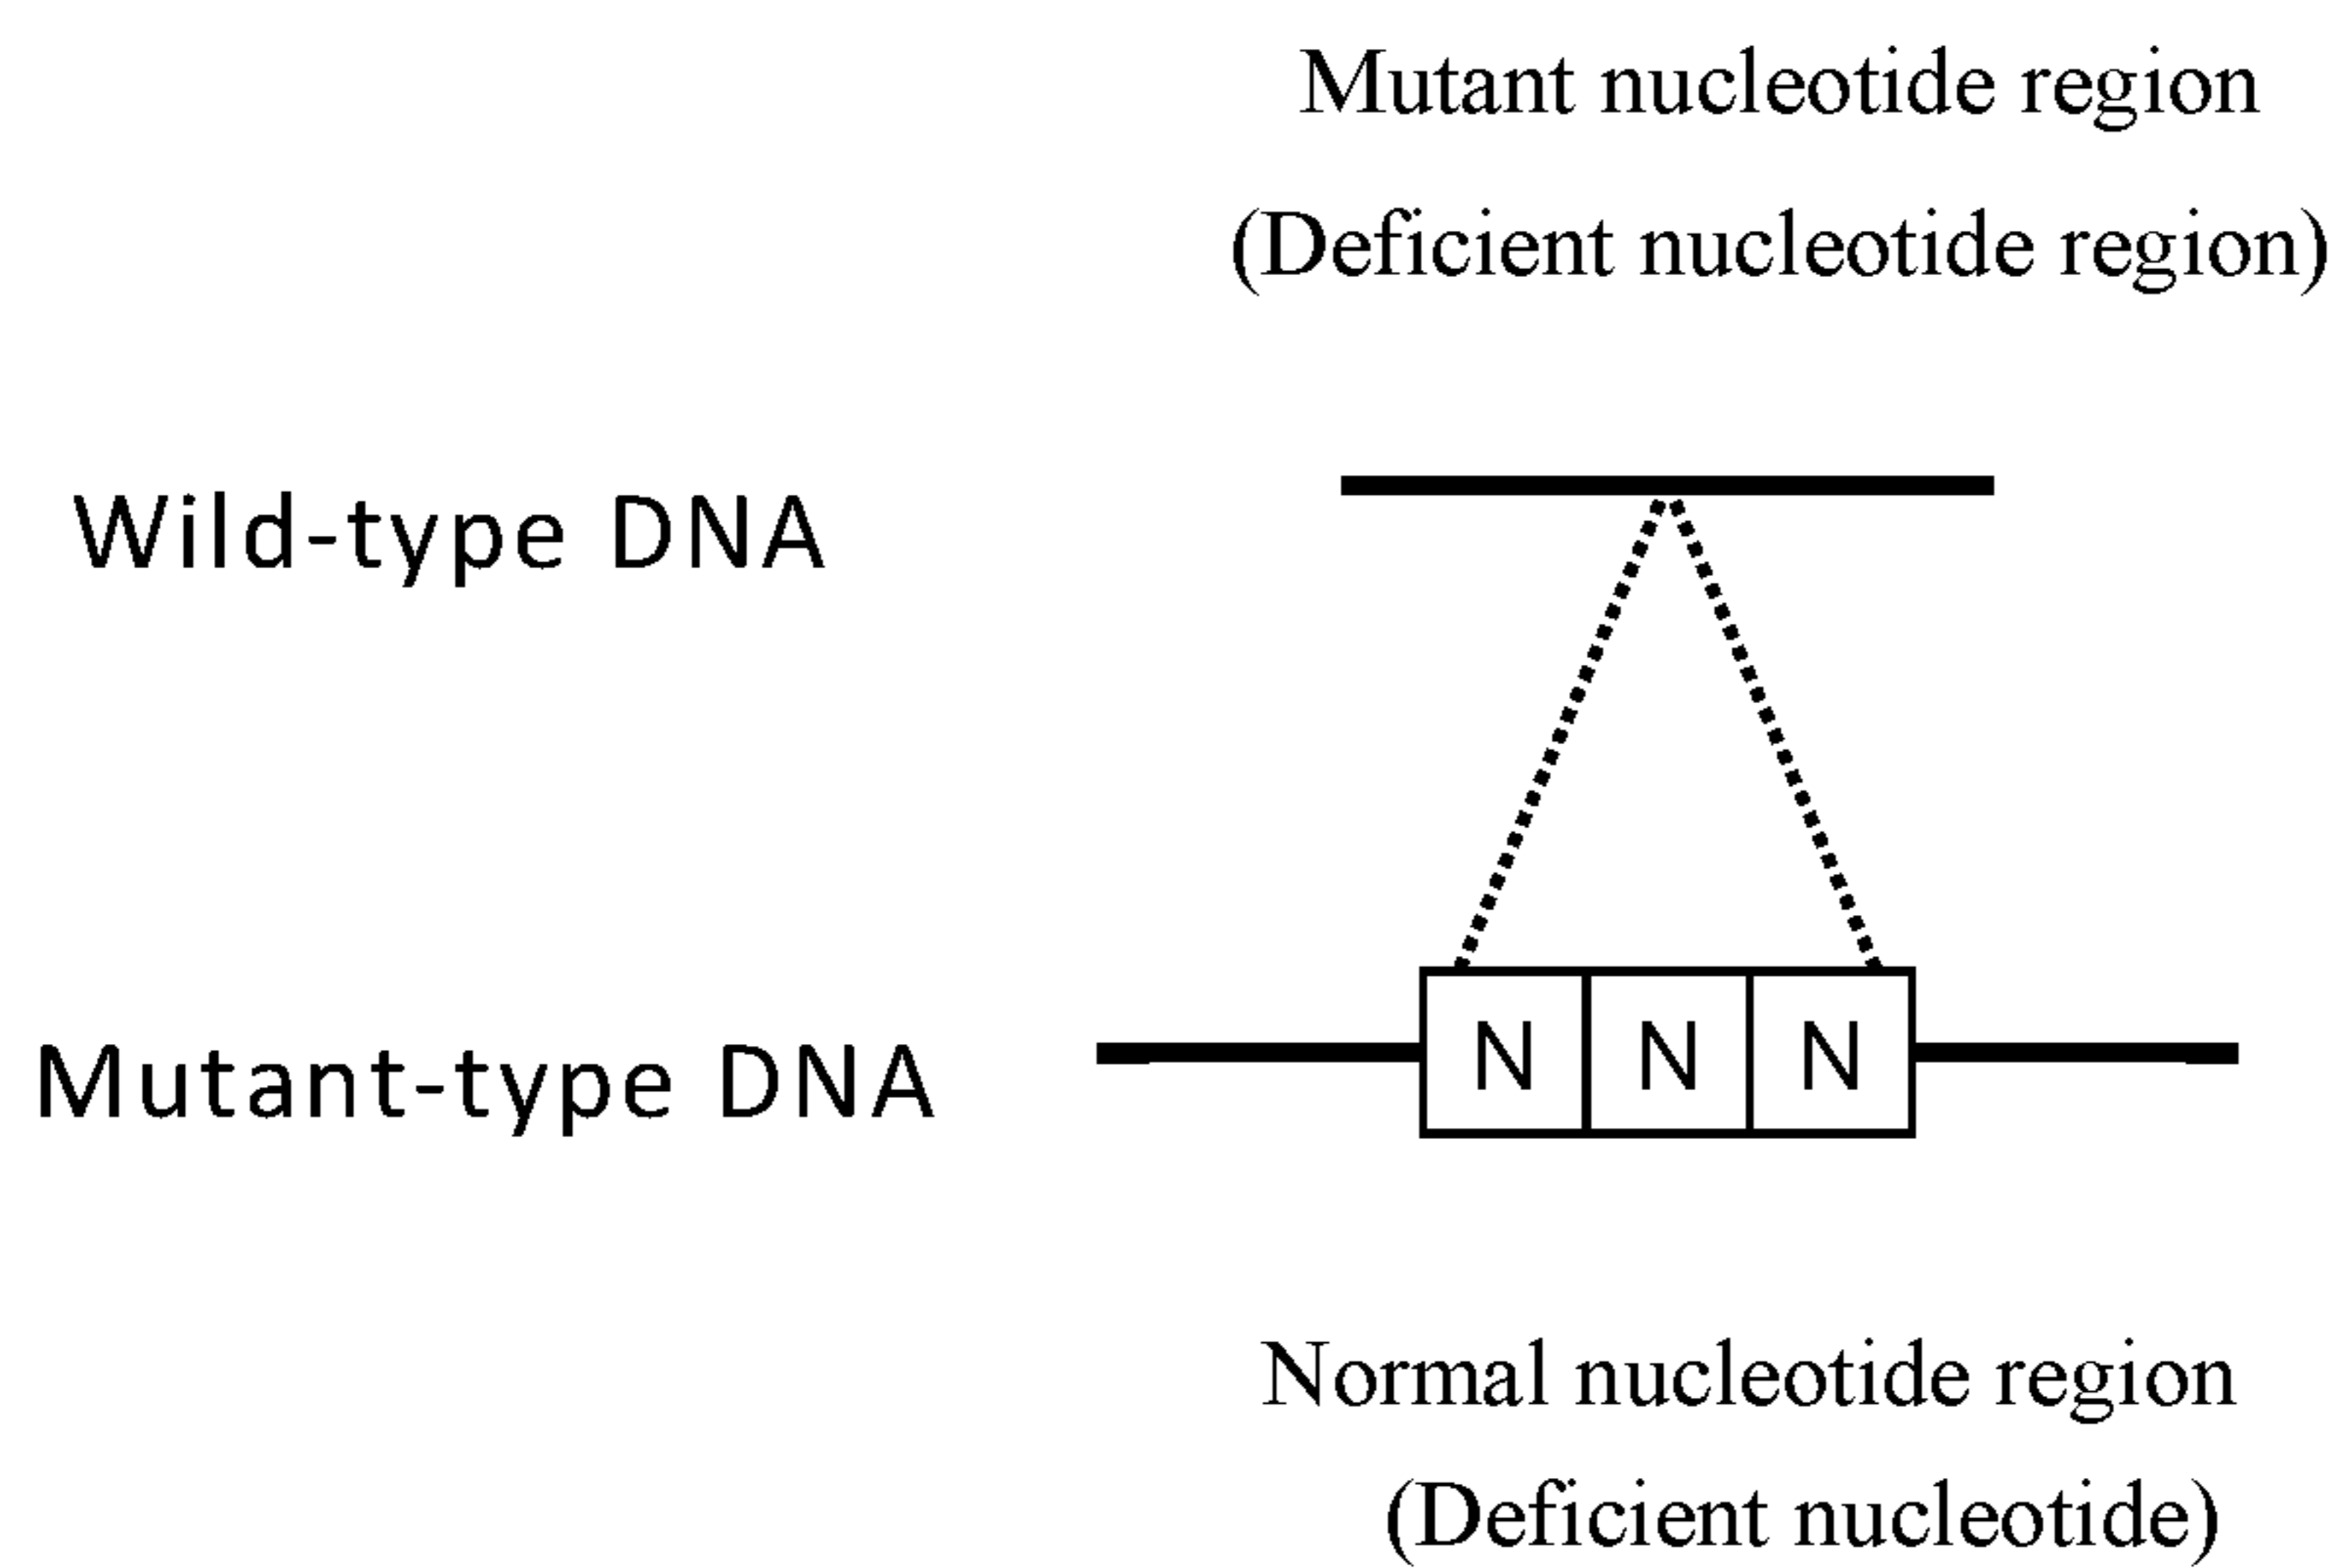 Mutant nucleotide region
(Deficient nucleotide region)
Wild-type DNA
Mutant-type DNA
N N N
Normal nucleotide region
(Deficient nucleotide)